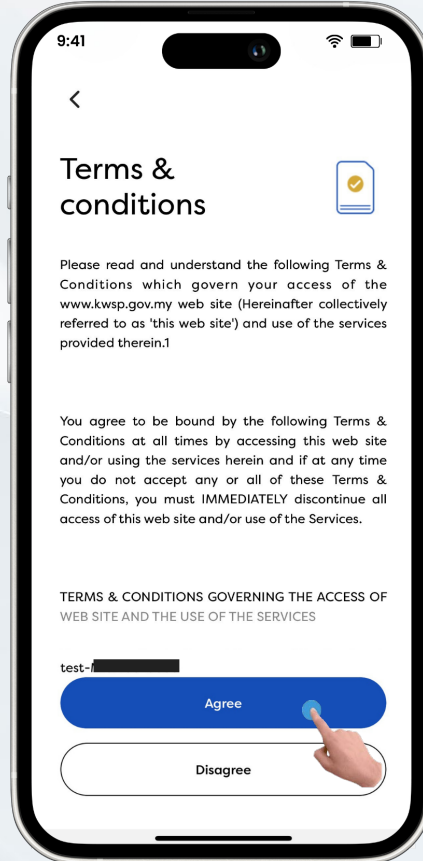 9:41
Terms &
conditions
Please read and understand the following Terms &
Conditions which govern your access of the
www.kwsp.gov.my web site (Hereinafter collectively
referred to as 'this web site') and use of the services
provided therein.1
You agree to be bound by the following Terms &
Conditions at all times by accessing this web site
and/or using the services herein and if at any time
you do not accept any or all of these Terms &
Conditions, you must IMMEDIATELY discontinue all
access of this web site and/or use of the Services.
TERMS & CONDITIONS GOVERNING THE ACCESS OF
WEB SITE AND THE USE OF THE SERVICES
test-
Agree
Disagree